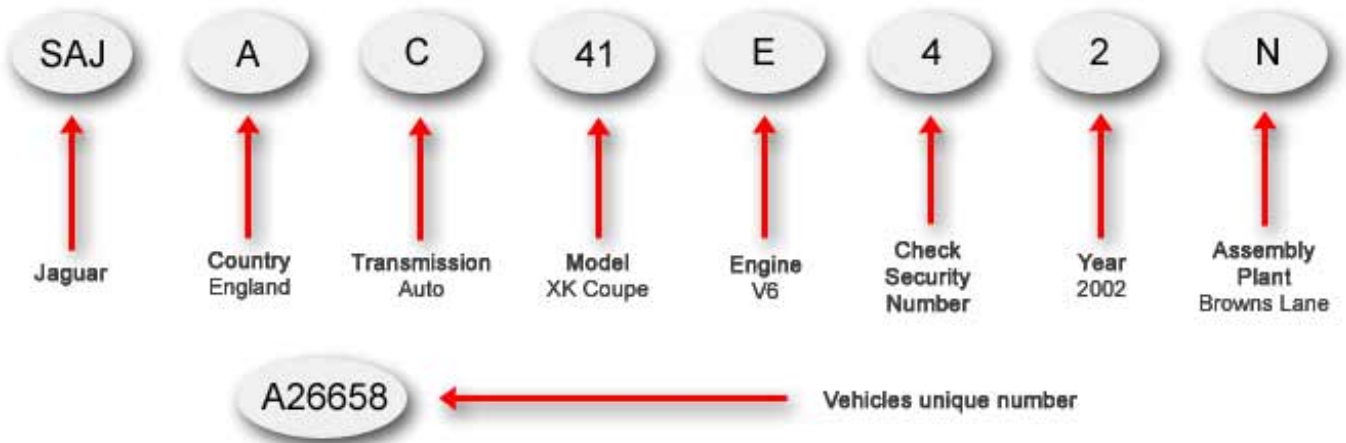 SAJ A C 41 E 4 2 N
Jaguar
Country
England
Transmission
Auto
Model
XK Coupe
Engine
V6
Check
Security
Number
Year
2002
Assembly
Plant
Browns Lane
A26658 Vehicles unique number